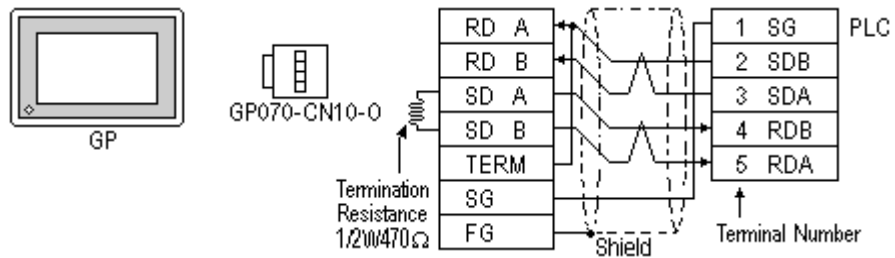 GP
GP070-CN10-0
Termination
Resistance
1/2W470Ω
RD A
RD B
SD A
SD B
TERM
SG
FG
Shield
1 SG
2 SDB
3 SDA
4 RDB
5 RDA
PLC
Terminal Number